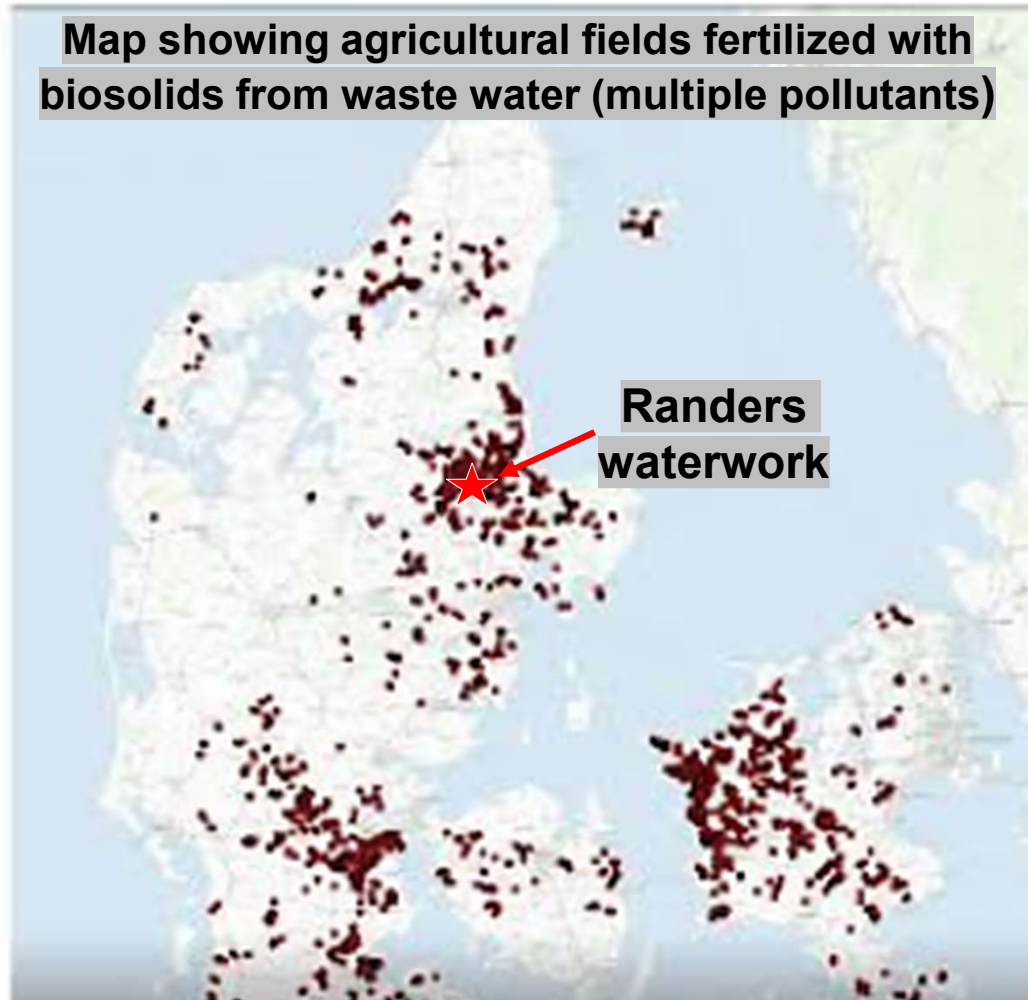 Map showing agricultural fields fertilized with
biosolids from waste water (multiple pollutants)
Randers
waterwork